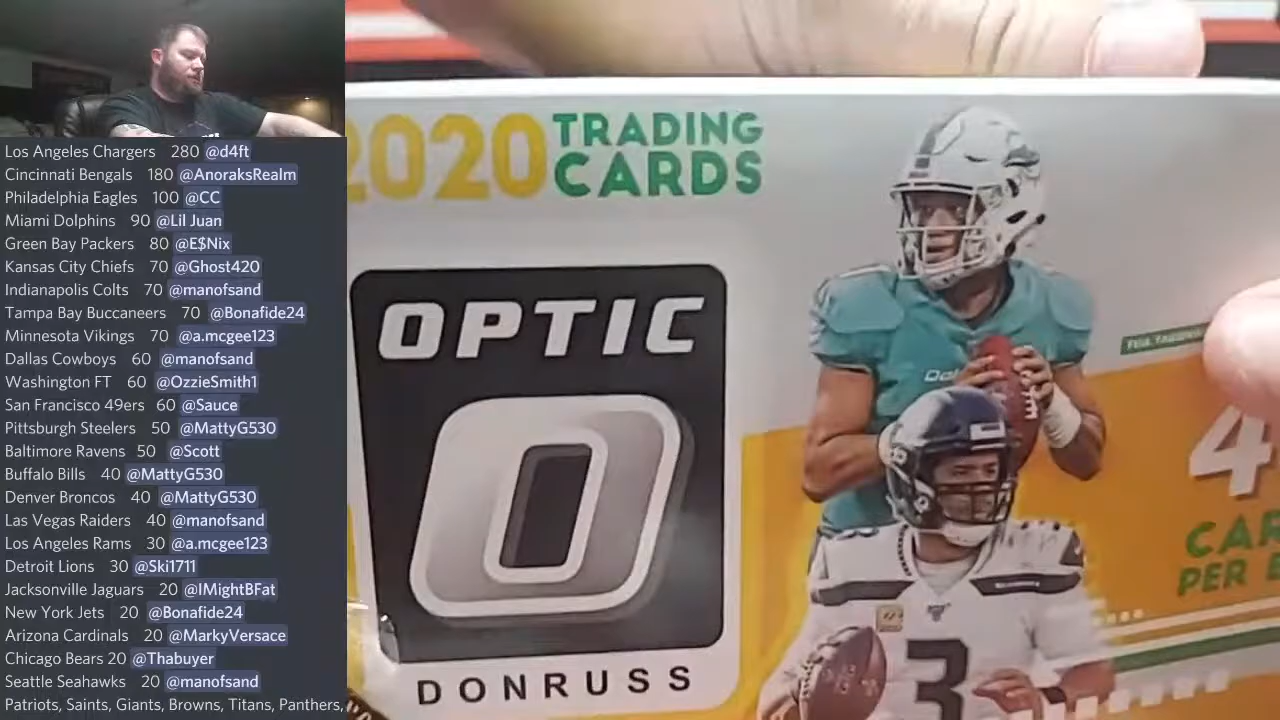 Los Angeles Chargers 280 @d4ft
Cincinnati Bengals 180 @AnoraksRealm
Philadelphia Eagles 100 @CC
Miami Dolphins 90 @Lil Juan
Green Bay Packers 80 @E$Nix
Kansas City Chiefs 70 @Ghost420
Indianapolis Colts 70 @manofsand
Tampa Bay Buccaneers 70 @Bonafide24
Minnesota Vikings 70 @a.mcgee123
Dallas Cowboys 60 @manofsand
Washington FT 60 @OzzieSmith1
San Francisco 49ers 60 @Sauce
Pittsburgh Steelers 50 @MattyG530
Baltimore Ravens 50 @Scott
Buffalo Bills 40 @MattyG530
Denver Broncos 40 @MattyG530
Las Vegas Raiders 40 @manofsand
Los Angeles Rams 30 @a.mcgee123
Detroit Lions 30 @Ski1711
Jacksonville Jaguars 20 @IMightBFat
New York Jets 20 @Bonafide24
Arizona Cardinals 20 @MarkyVersace
Chicago Bears 20 @Thabuyer
Seattle Seahawks 20 @manofsand
Patriots, Saints, Giants, Browns, Titans, Panthers,
2020 TRADING
CARDS
OPTIC
O
DONRUSS
3
4
PER